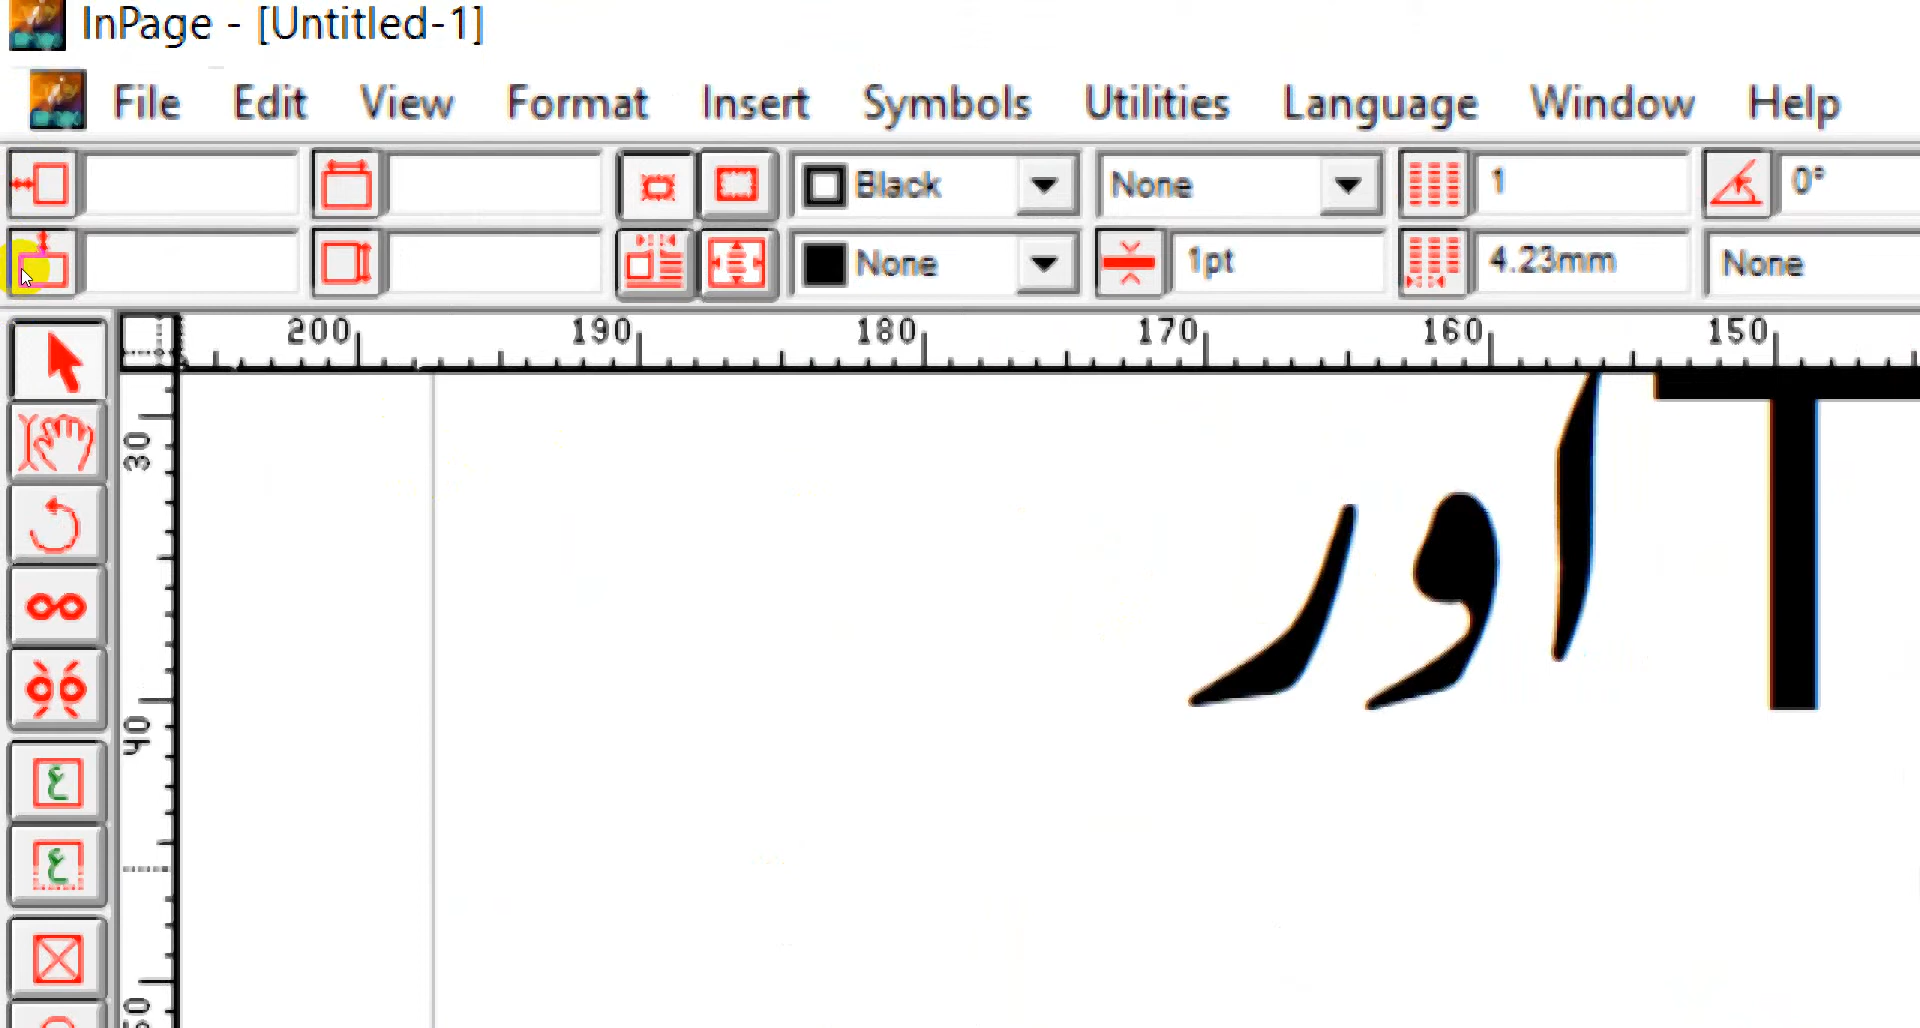 InPage - [Untitled-1]
File Edit View Format Insert Symbols Utilities Language Window Help
Black None 1 0°
None 1pt 4.23mm None
200 190 180 170 160 150
30
40
اور T
ع
ع